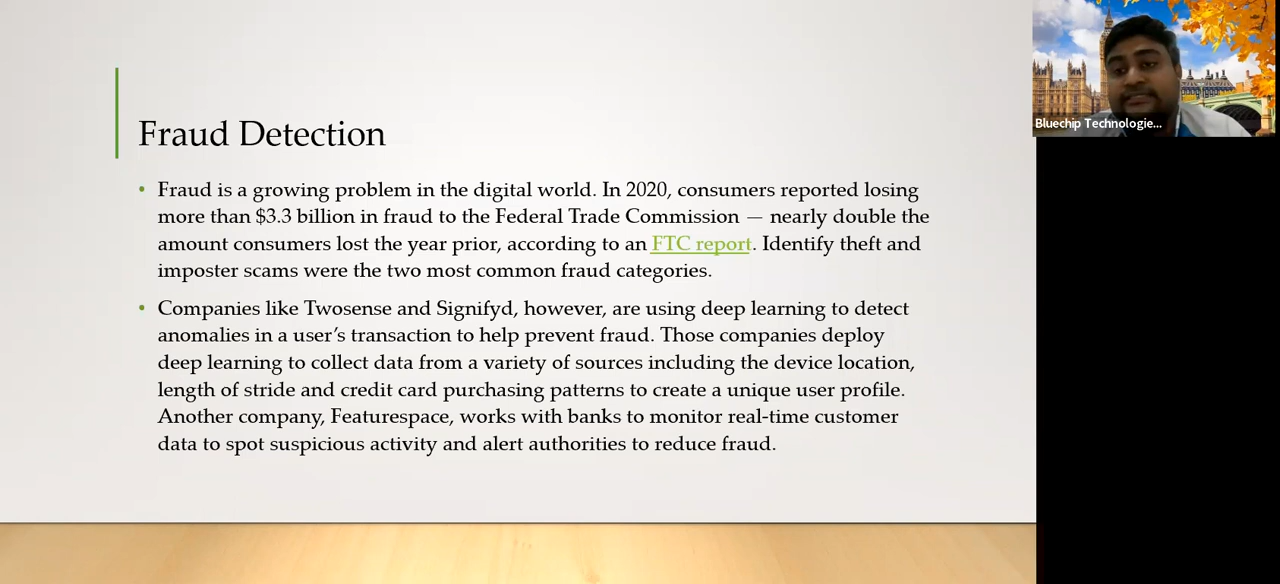 Fraud Detection
• Fraud is a growing problem in the digital world. In 2020, consumers reported losing
more than $3.3 billion in fraud to the Federal Trade Commission — nearly double the
amount consumers lost the year prior, according to an FTC report. Identify theft and
imposter scams were the two most common fraud categories.
• Companies like Twosense and Signifyd, however, are using deep learning to detect
anomalies in a user’s transaction to help prevent fraud. Those companies deploy
deep learning to collect data from a variety of sources including the device location,
length of stride and credit card purchasing patterns to create a unique user profile.
Another company, Featurespace, works with banks to monitor real-time customer
data to spot suspicious activity and alert authorities to reduce fraud.
Bluechip Technologie...